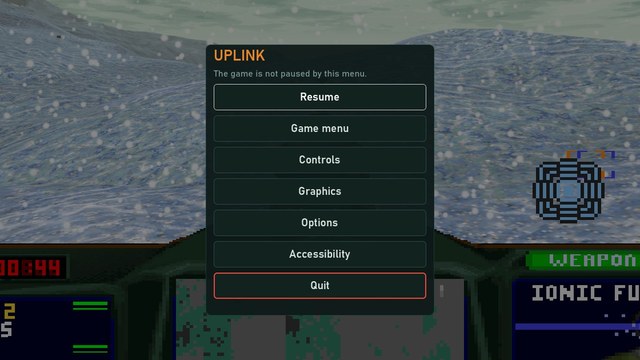 UPLINK
The game is not paused by this menu.
Resume
Game menu
Controls
Graphics
Options
Accessibility
Quit
00:44
WEAPON
2
S
IONIC FU